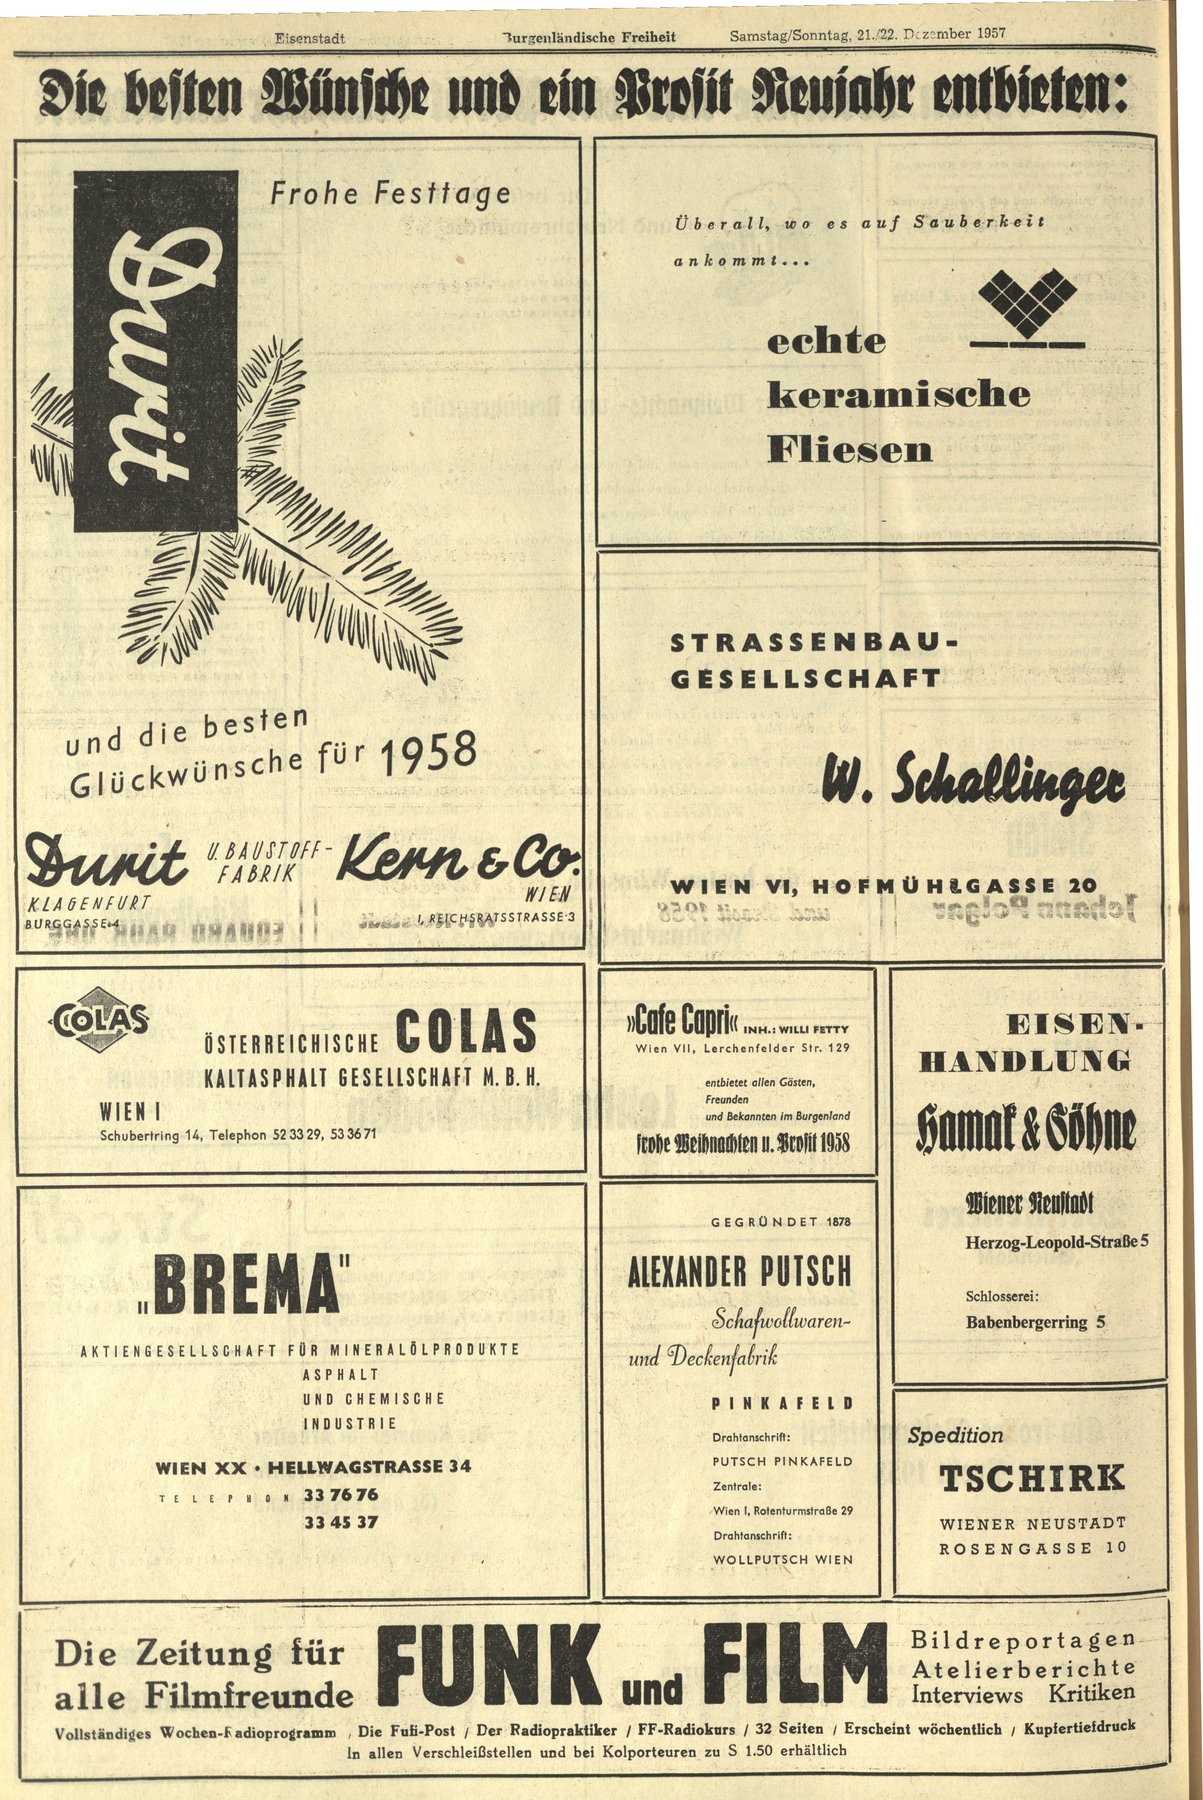 Eisenstadt
Burgenländische Freiheit
Samstag/Sonntag, 21./22. Dezember 1957
Die besten Wünsche und ein Prosit Neujahr entbieten:
Durit
Frohe Festtage
und die besten
Glückwünsche für 1958
Durit U. BAUSTOFF-
FABRIK
Kern & Co.
KLAGENFURT
BURGGASSE 4
WIEN
I, REICHSRATSSTRASSE 3
Überall, wo es auf Sauberkeit
ankommt...
echte
keramische
Fliesen
STRASSENBAU-
GESELLSCHAFT
W. Schallinger
WIEN VI, HOFMÜHLGASSE 20
COLAS
ÖSTERREICHISCHE COLAS
KALTASPHALT GESELLSCHAFT M. B. H.
WIEN I
Schubertring 14, Telephon 52 33 29, 53 36 71
»Cafe Capri« INH.: WILLI FETTY
Wien VII, Lerchenfelder Str. 129
entbietet allen Gästen,
Freunden
und Bekannten im Burgenland
frohe Weihnachten u. Prosit 1958
EISEN-
HANDLUNG
Hamak & Söhne
Wiener Neustadt
Herzog-Leopold-Straße 5
Schlosserei:
Babenbergerring 5
„BREMA"
AKTIENGESELLSCHAFT FÜR MINERALÖLPRODUKTE
ASPHALT
UND CHEMISCHE
INDUSTRIE
WIEN XX • HELLWAGSTRASSE 34
TELEPHON 33 76 76
33 45 37
GEGRÜNDET 1878
ALEXANDER PUTSCH
Schafwollwaren-
und Deckenfabrik
PINKAFELD
Drahtanschrift:
PUTSCH PINKAFELD
Zentrale:
Wien I, Rotenturmstraße 29
Drahtanschrift:
WOLLPUTSCH WIEN
Spedition
TSCHIRK
WIENER NEUSTADT
ROSENGASSE 10
Die Zeitung für
alle Filmfreunde
FUNK und FILM
Bildreportagen
Atelierberichte
Interviews Kritiken
Vollständiges Wochen-Radioprogramm / Die Fufi-Post / Der Radiopraktiker / FF-Radiokurs / 32 Seiten / Erscheint wöchentlich / Kupfertiefdruck
In allen Verschleißstellen und bei Kolporteuren zu S 1.50 erhältlich